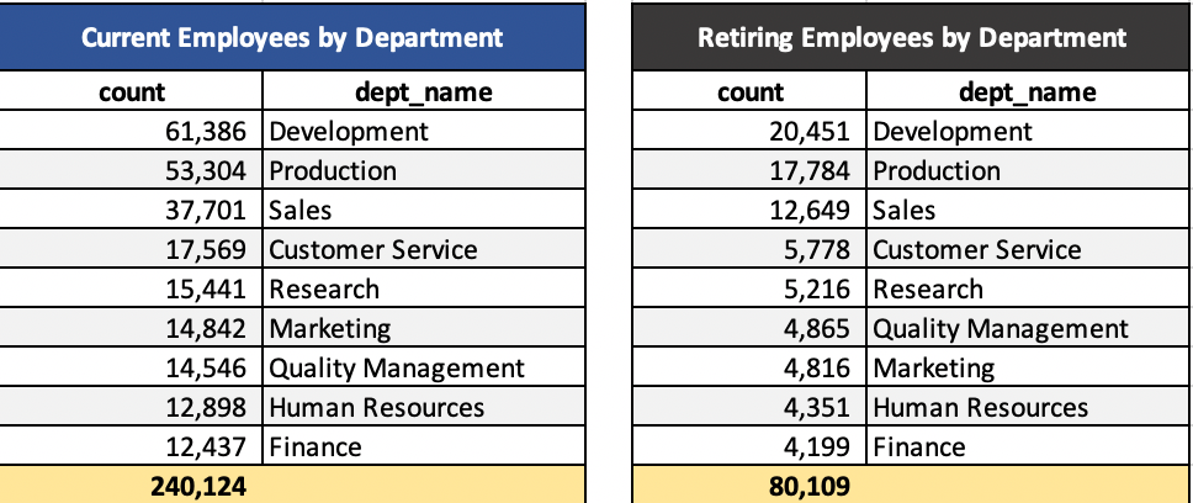 Current Employees by Department
count dept_name
61,386 Development
53,304 Production
37,701 Sales
17,569 Customer Service
15,441 Research
14,842 Marketing
14,546 Quality Management
12,898 Human Resources
12,437 Finance
240,124
Retiring Employees by Department
count dept_name
20,451 Development
17,784 Production
12,649 Sales
5,778 Customer Service
5,216 Research
4,865 Quality Management
4,816 Marketing
4,351 Human Resources
4,199 Finance
80,109